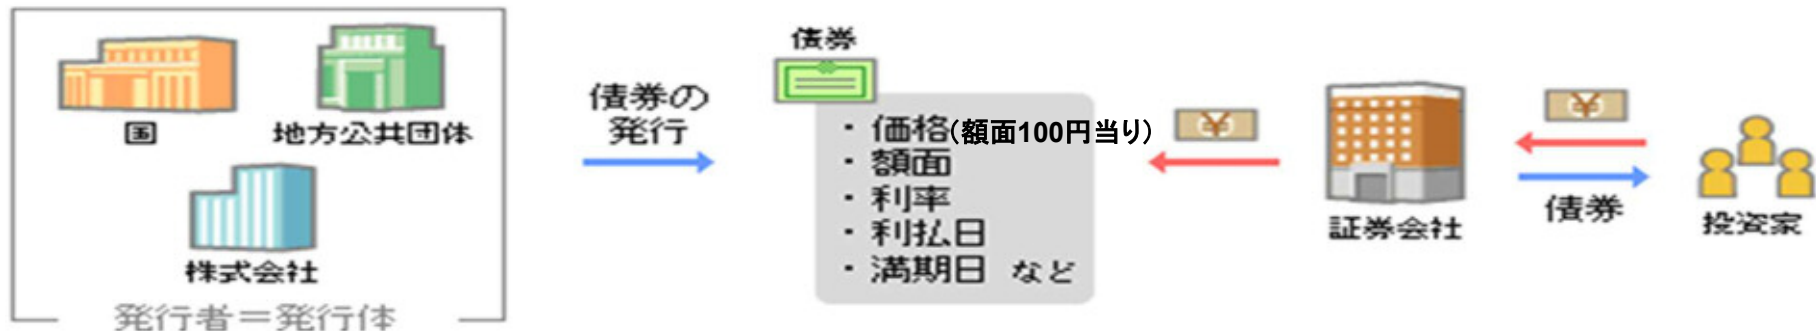 国
地方公共団体
株式会社
発行者＝発行体
債券の
発行
債券
・価格(額面100円当り)
・額面
・利率
・利払日
・満期日 など
¥
証券会社
¥
債券
投資家